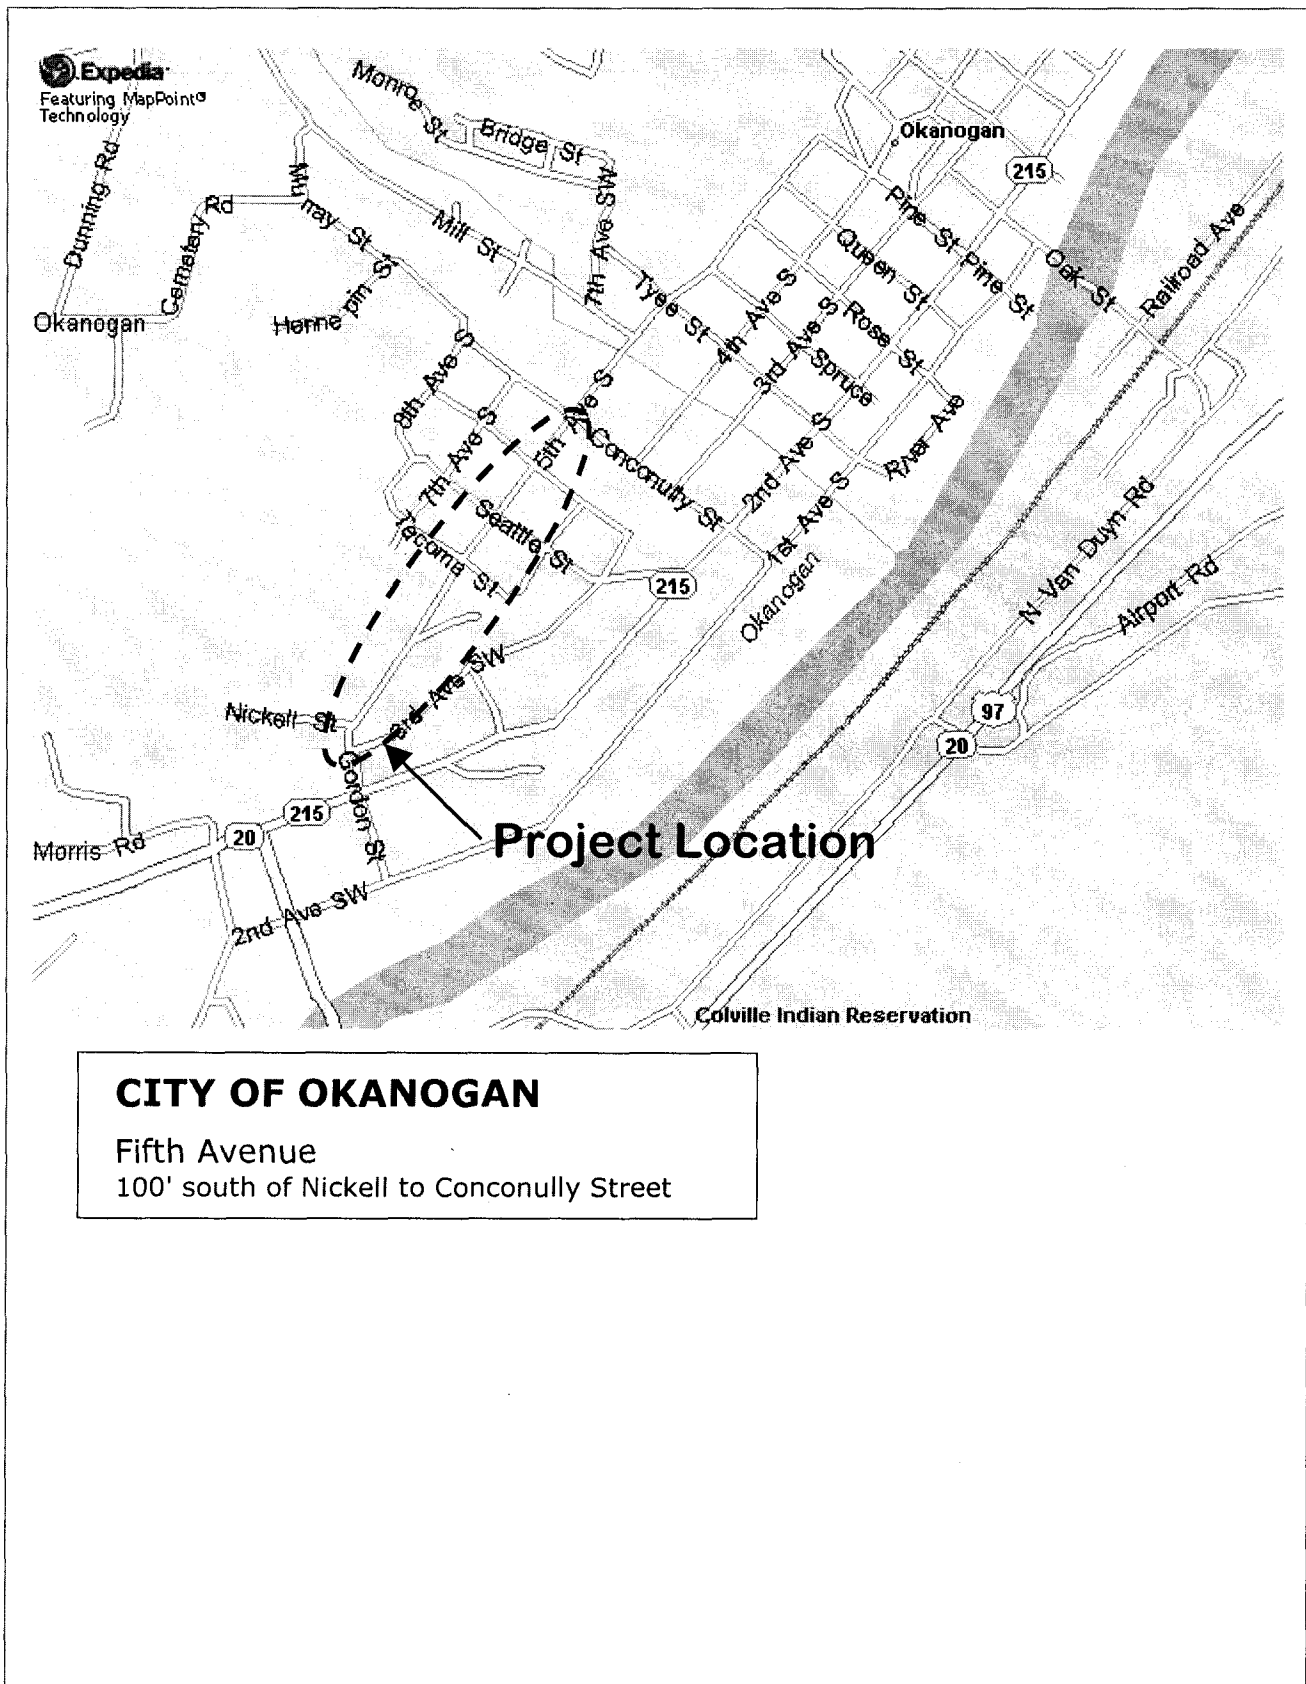 Expedia
Featuring MapPoint
Technology
Monroe St
Bridge St
Okanogan
215
Dunning Rd
Cemetary Rd
Murray St
Mill St
7th Ave SW
Pine St
Pine St
Queen St
Oak St
Railroad Ave
Hennepin St
Okanogan
Tyee St
4th Ave S
3rd Ave S
Rose St
Spruce
8th Ave S
7th Ave S
5th Ave S
Conconully St
2nd Ave S
1st Ave S
River Ave
Seattle St
Tecoma St
215
Okanogan
N Van Duyn Rd
Airport Rd
3rd Ave SW
Nickell St
Gordon St
97
20
215
20
Morris Rd
2nd Ave SW
Project Location
Colville Indian Reservation
CITY OF OKANOGAN
Fifth Avenue
100' south of Nickell to Conconully Street